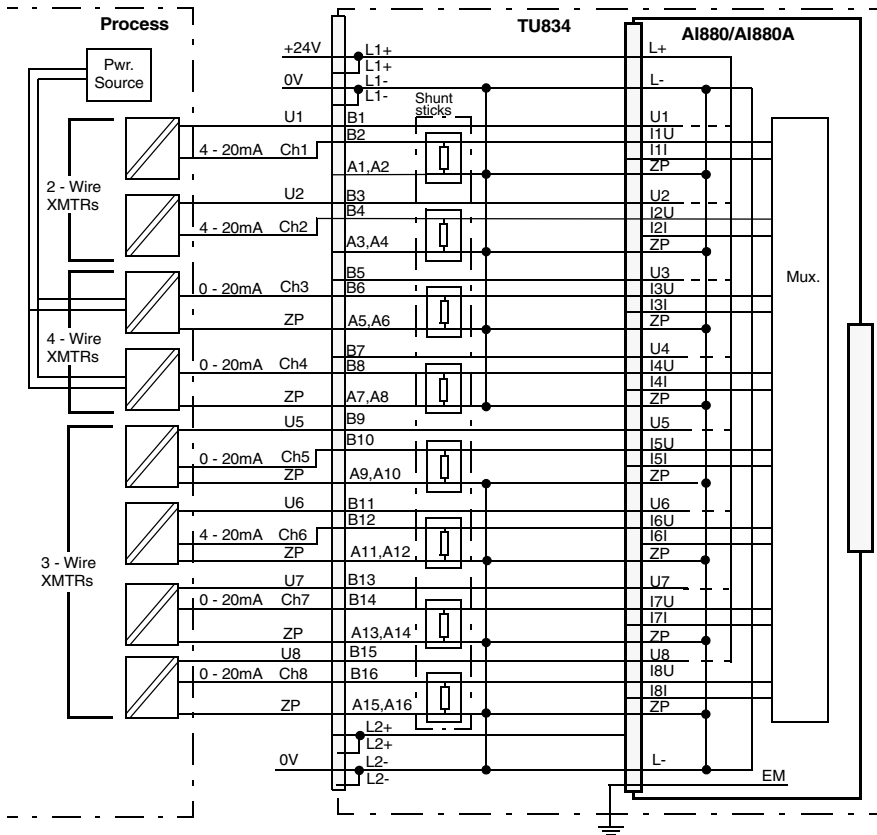 Process
TU834
AI880/AI880A
Pwr.
Source
+24V
L1+
L1+
0V
L1-
L1-
Shunt
sticks
L+
L-
2 - Wire
XMTRs
4 - Wire
XMTRs
3 - Wire
XMTRs
Mux.
U1 B1 U1
B2 I1U
4 - 20mA Ch1 I1I
A1,A2 ZP
U2 B3 U2
B4 I2U
4 - 20mA Ch2 I2I
A3,A4 ZP
B5 U3
0 - 20mA Ch3 B6 I3U
I3I
ZP A5,A6 ZP
B7 U4
0 - 20mA Ch4 B8 I4U
I4I
ZP A7,A8 ZP
U5 B9 U5
B10 I5U
0 - 20mA Ch5 I5I
ZP A9,A10 ZP
U6 B11 U6
B12 I6U
4 - 20mA Ch6 I6I
ZP A11,A12 ZP
U7 B13 U7
0 - 20mA Ch7 B14 I7U
I7I
ZP A13,A14 ZP
U8 B15 U8
0 - 20mA Ch8 B16 I8U
I8I
ZP A15,A16 ZP
L2+
L2+
0V L2- L-
L2-
EM